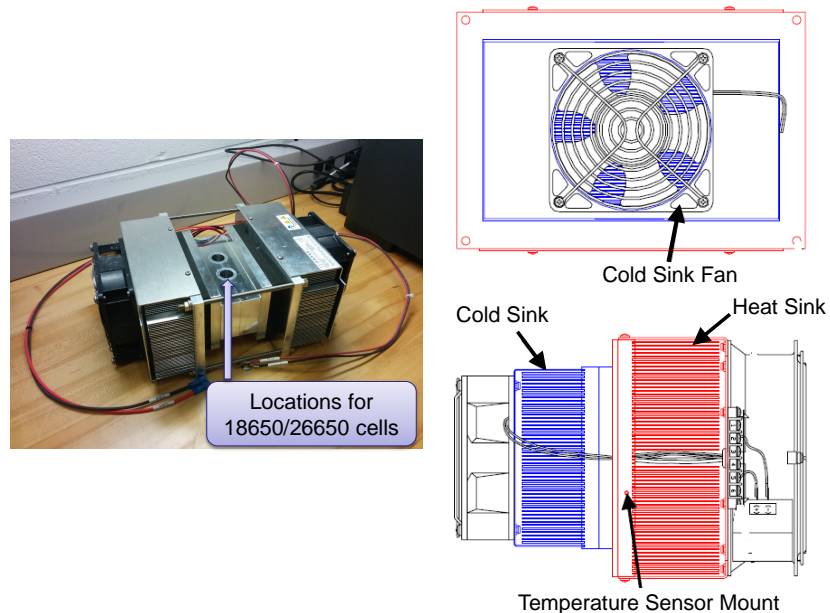 Cold Sink Fan
Cold Sink
Heat Sink
Locations for
18650/26650 cells
Temperature Sensor Mount